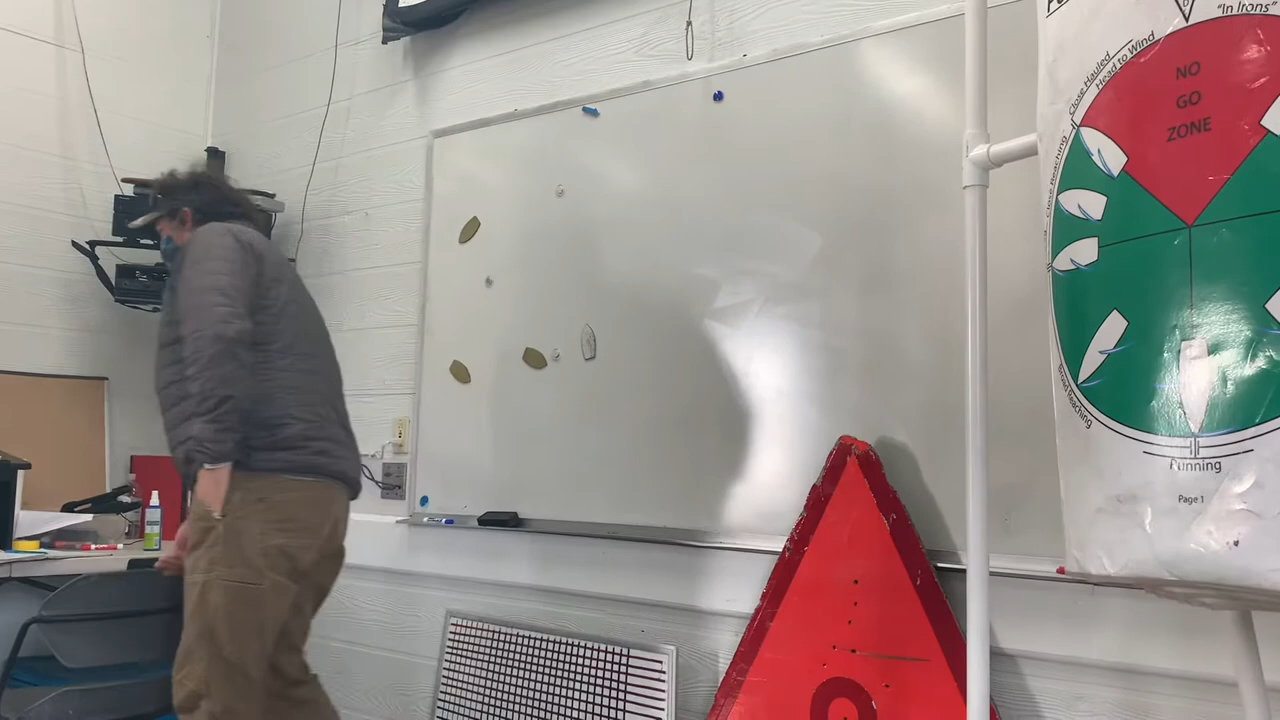 "In Irons"
Head to Wind
Close Hauled
NO
GO
ZONE
Close Reaching
Broad Reaching
Running
Page 1